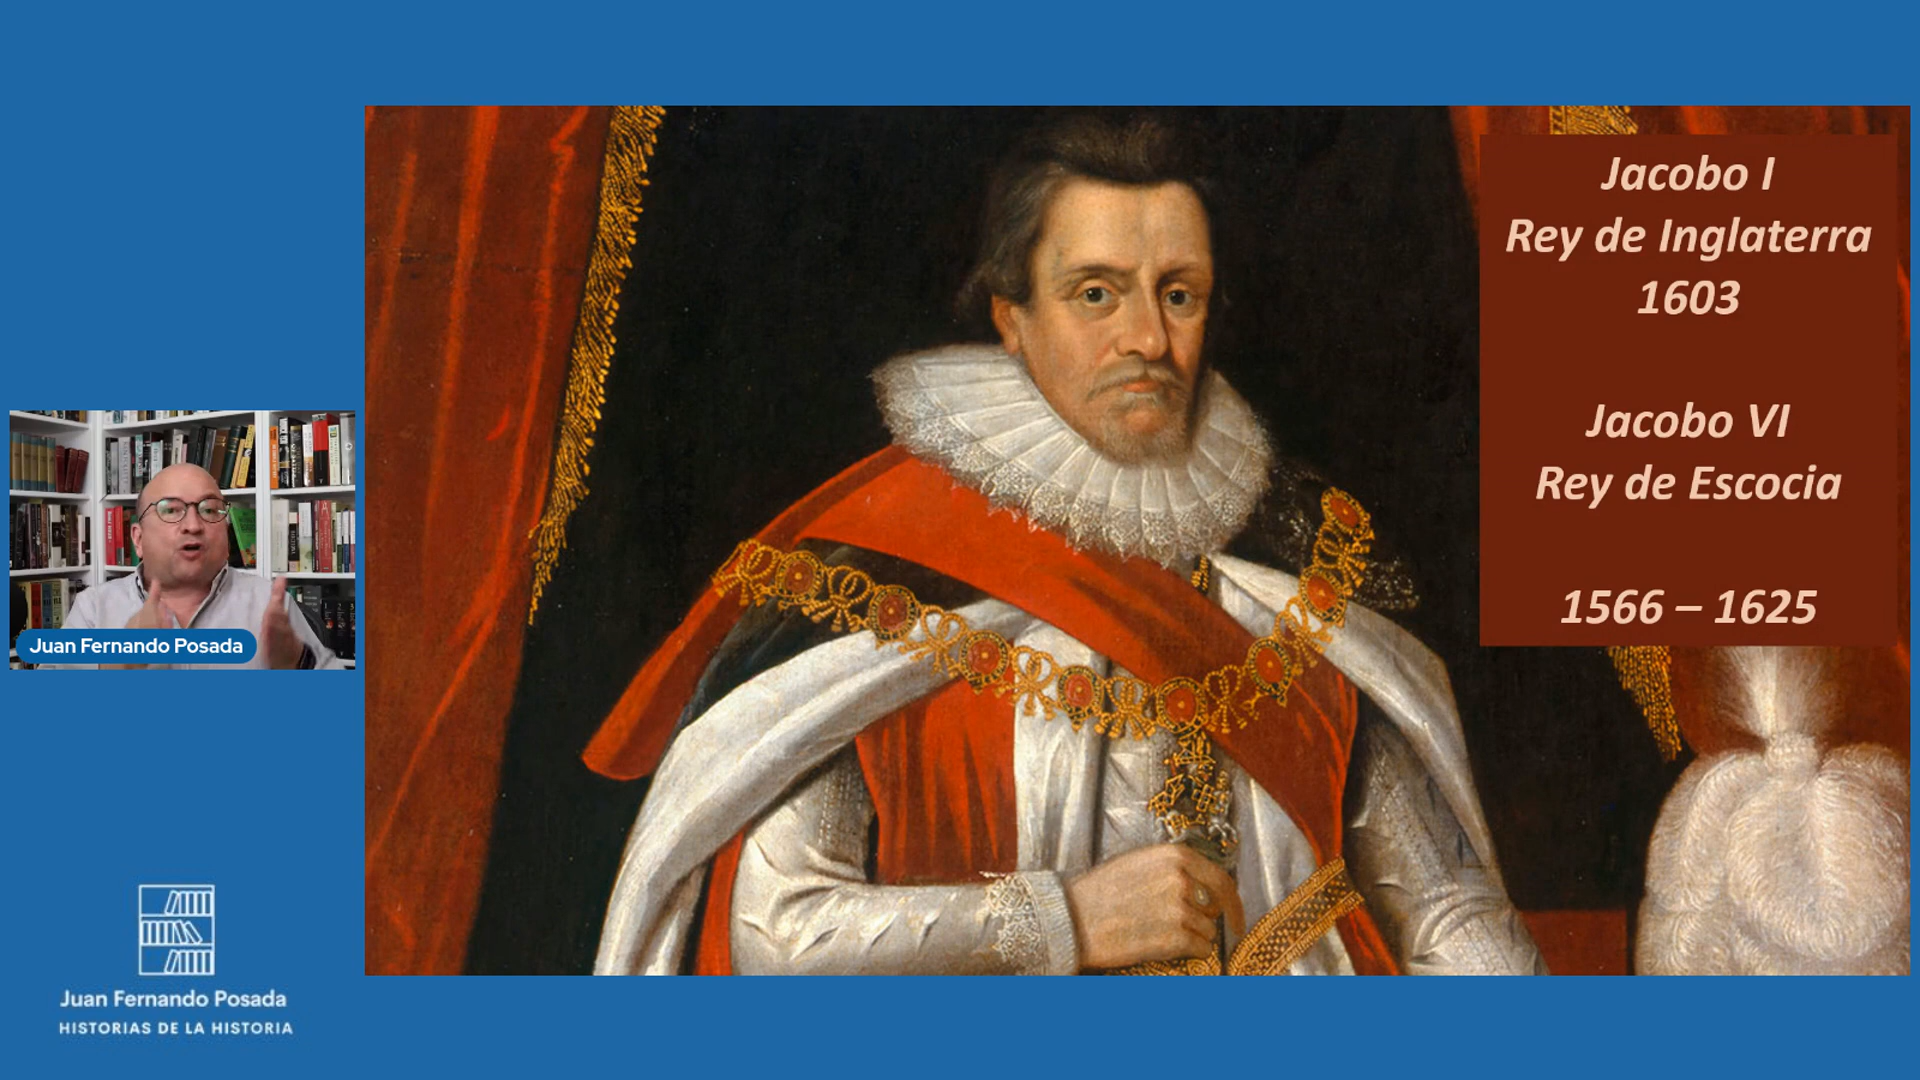 Jacobo I
Rey de Inglaterra
1603
Jacobo VI
Rey de Escocia
1566 – 1625
Juan Fernando Posada
Juan Fernando Posada
HISTORIAS DE LA HISTORIA